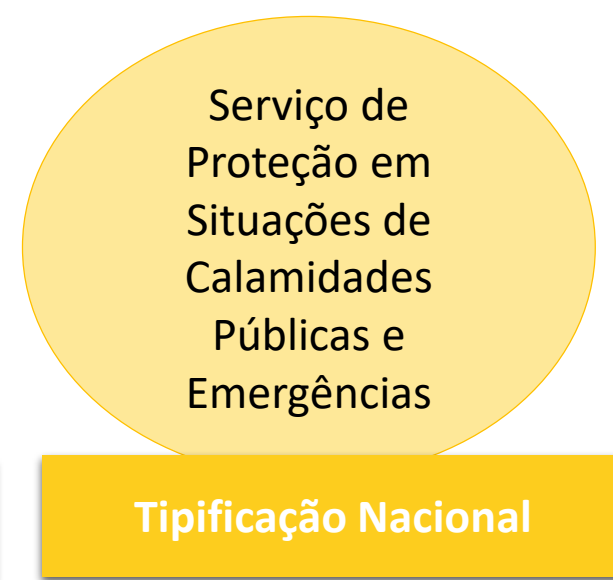 Serviço de
Proteção em
Situações de
Calamidades
Públicas e
Emergências
Tipificação Nacional